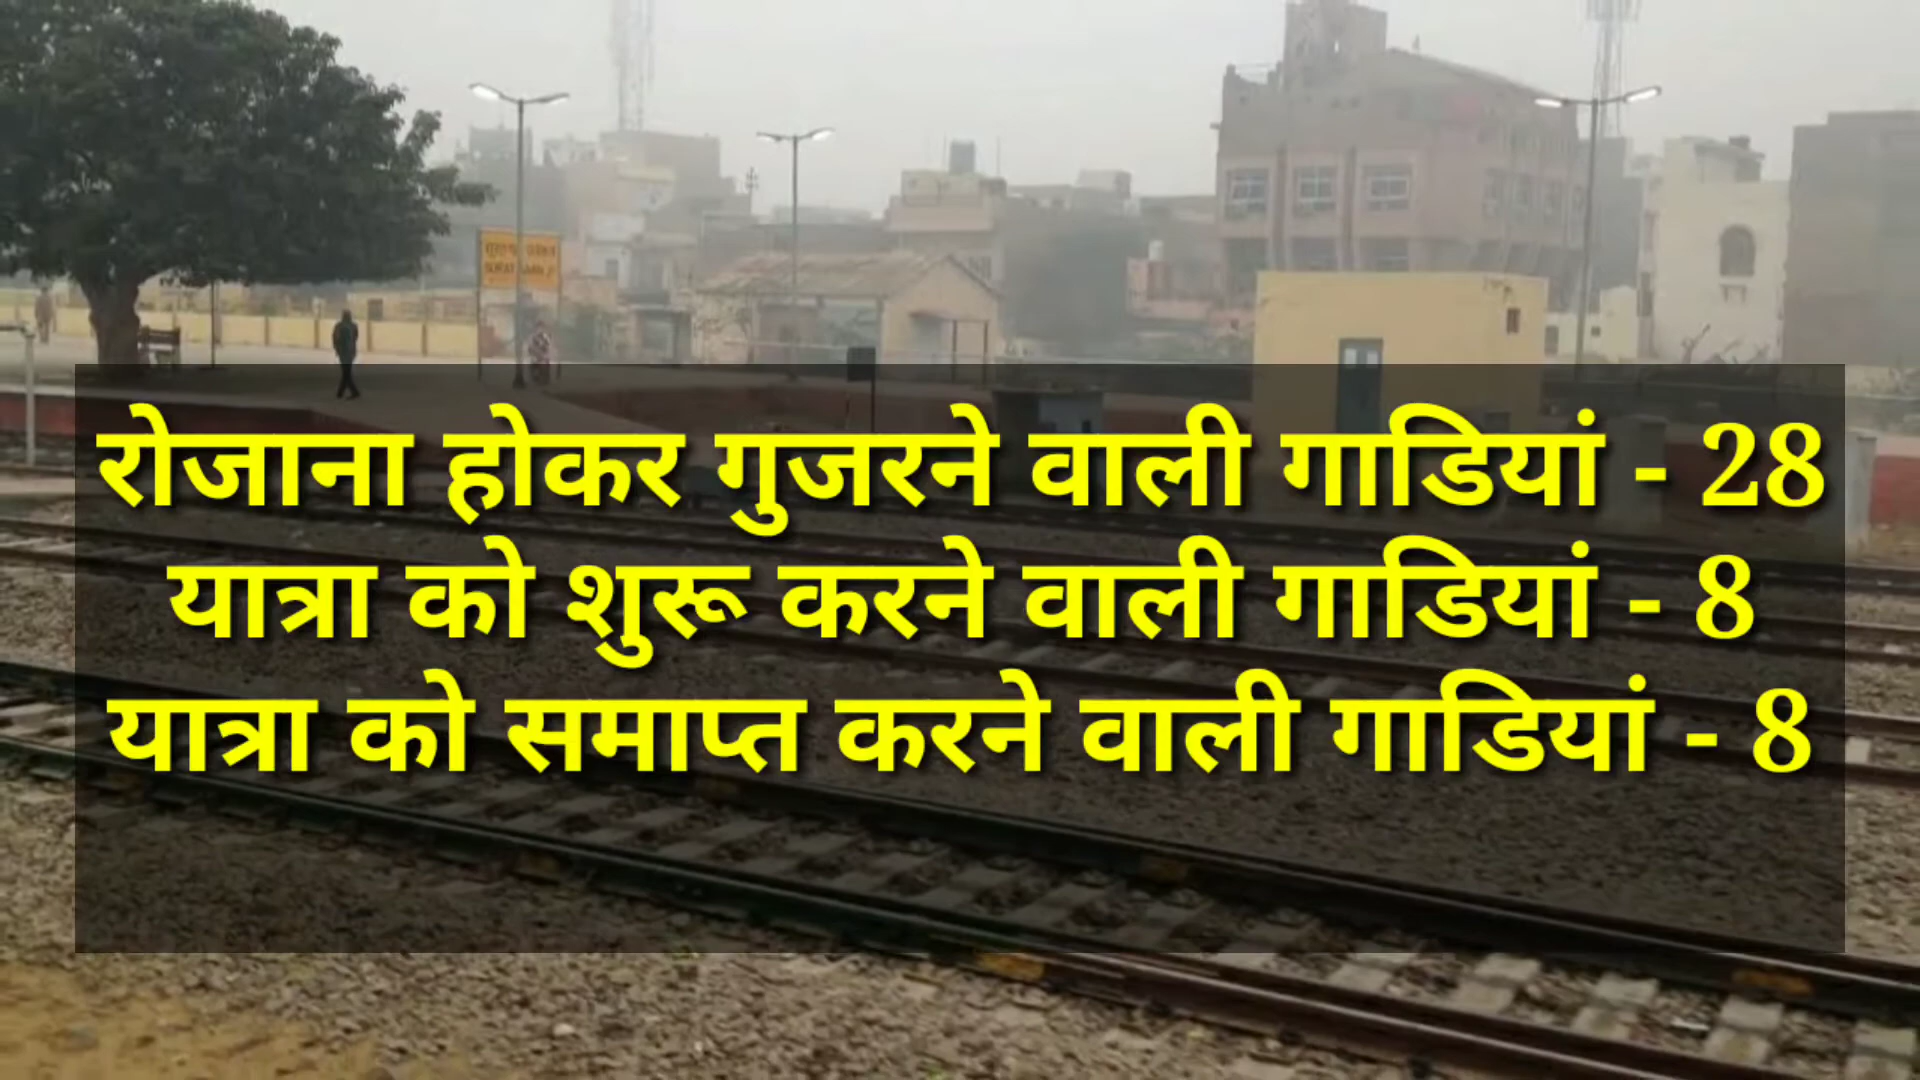 रोजाना होकर गुजरने वाली गाडियां - 28
यात्रा को शुरू करने वाली गाडियां - 8
यात्रा को समाप्त करने वाली गाडियां - 8